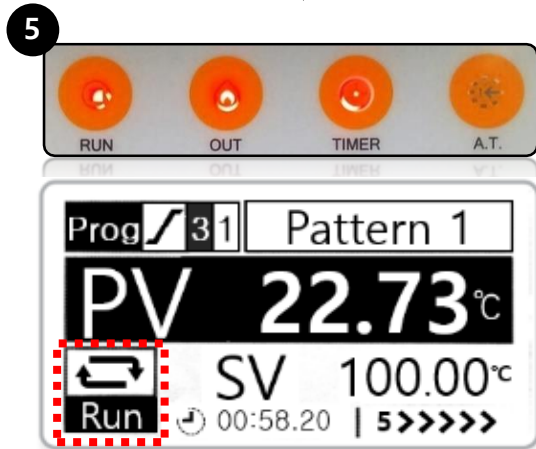 5
RUN OUT TIMER A.T.
Prog 3 1 Pattern 1
PV 22.73℃
SV 100.00℃
Run 00:58.20 | 5>>>>>